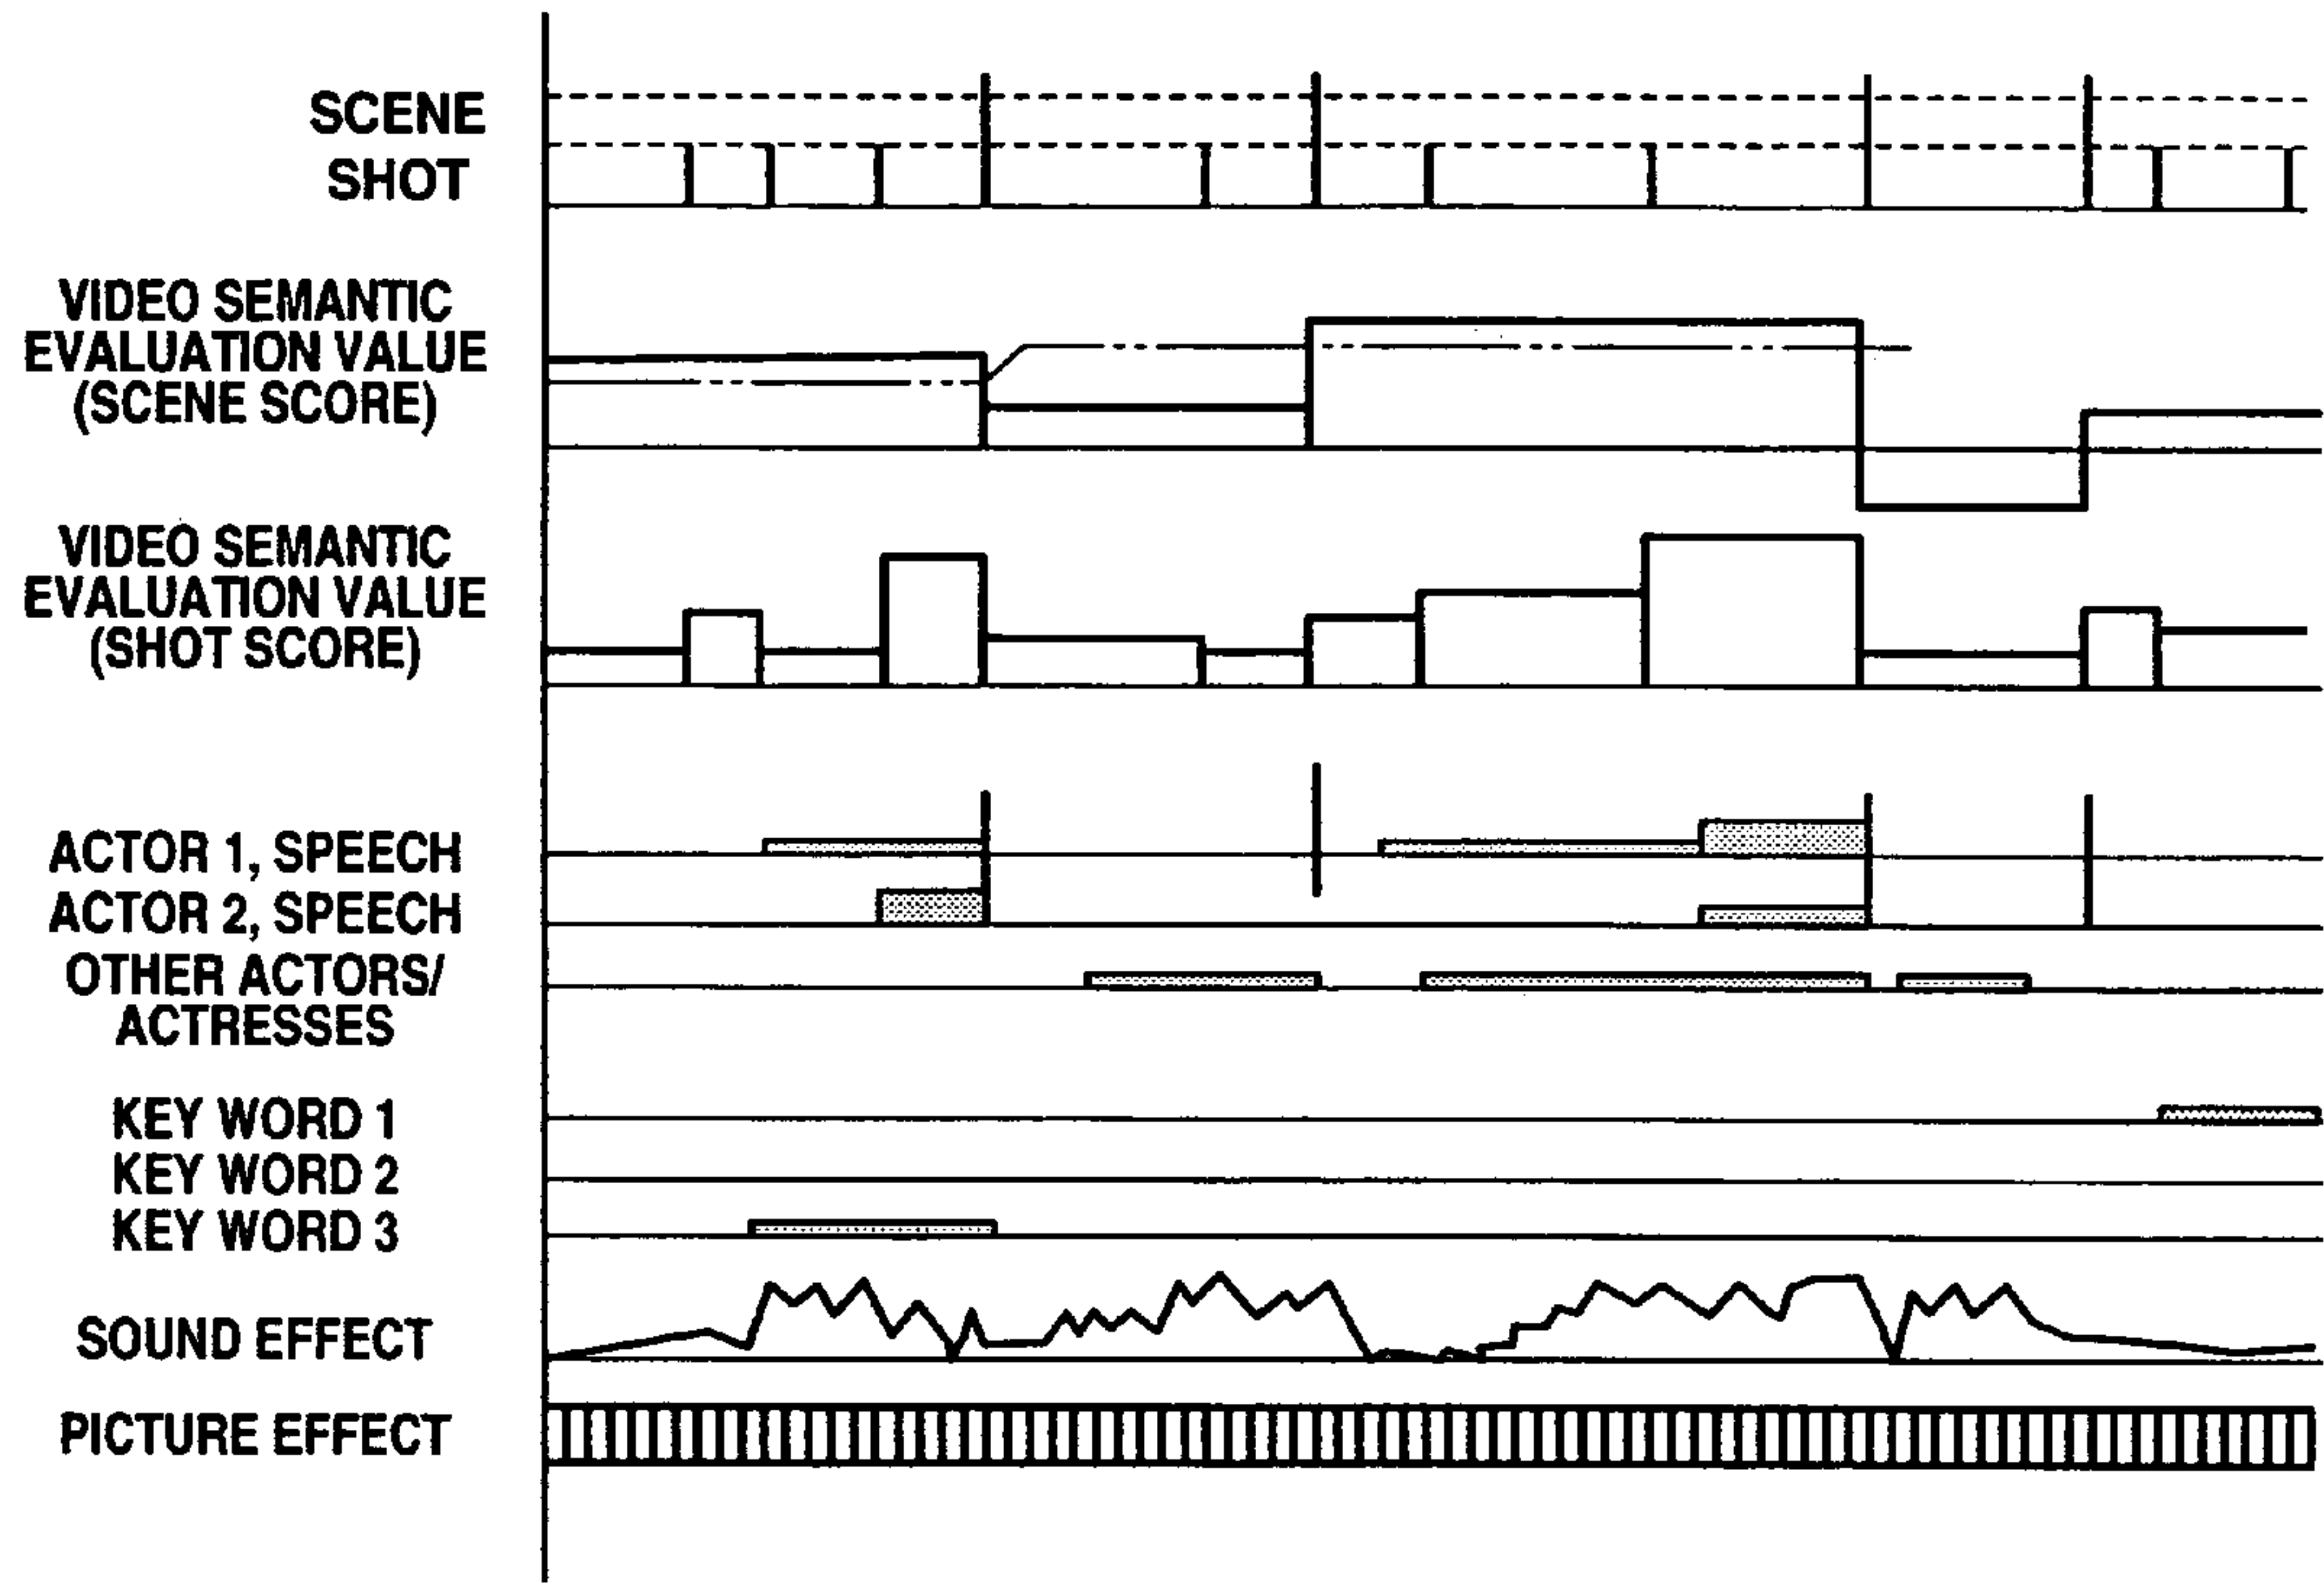 SCENE
SHOT
VIDEO SEMANTIC
EVALUATION VALUE
(SCENE SCORE)
VIDEO SEMANTIC
EVALUATION VALUE
(SHOT SCORE)
ACTOR 1, SPEECH
ACTOR 2, SPEECH
OTHER ACTORS/
ACTRESSES
KEY WORD 1
KEY WORD 2
KEY WORD 3
SOUND EFFECT
PICTURE EFFECT